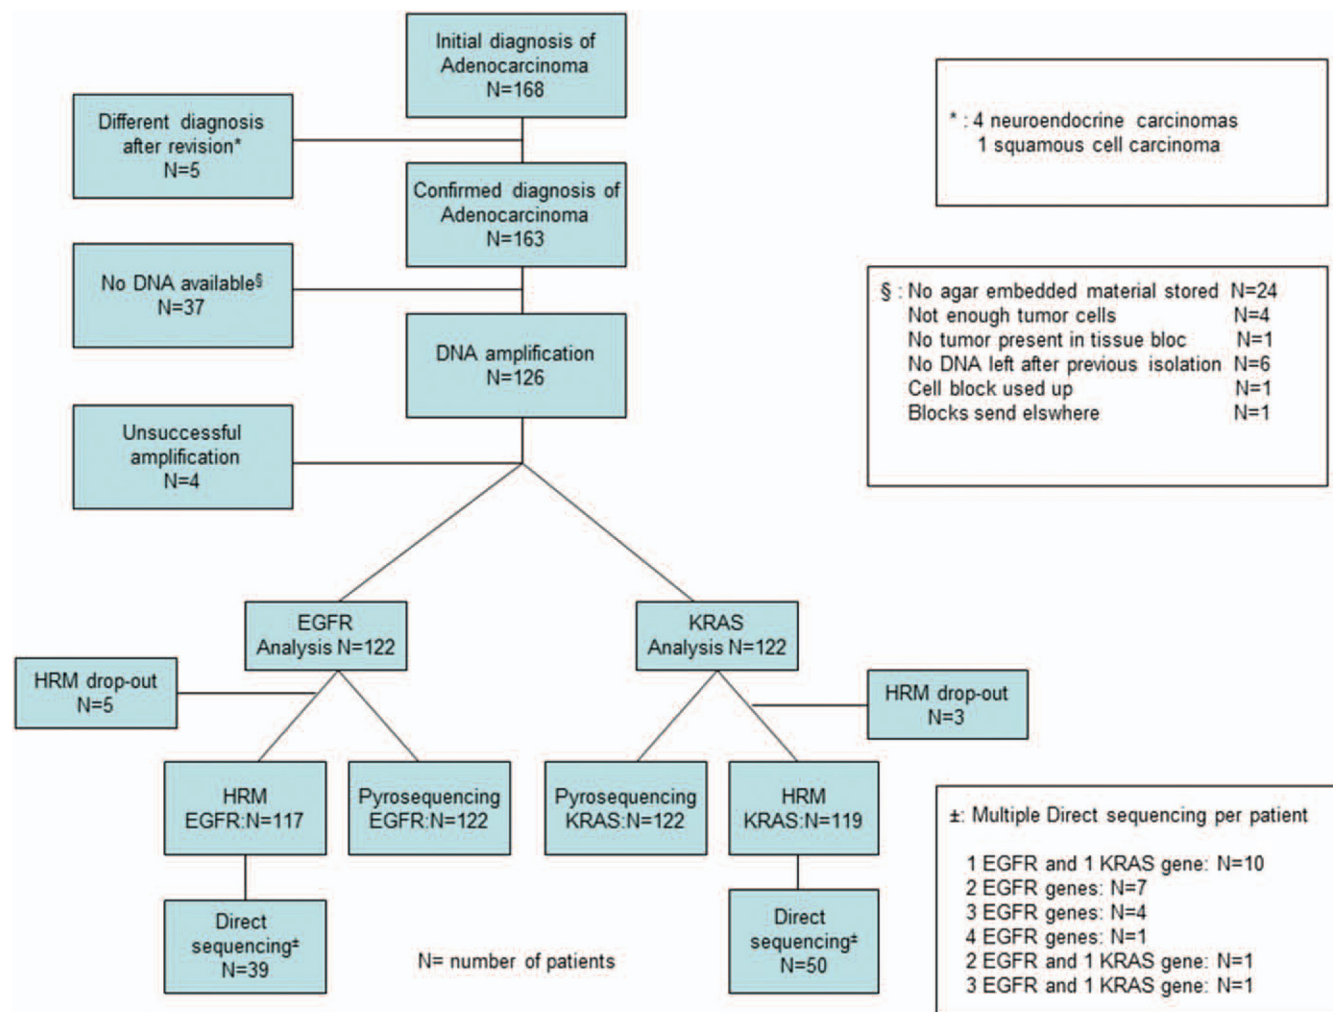 Initial diagnosis of
Adenocarcinoma
N=168
Different diagnosis
after revision*
N=5
* : 4 neuroendocrine carcinomas
1 squamous cell carcinoma
Confirmed diagnosis of
Adenocarcinoma
N=163
No DNA available§
N=37
§ : No agar embedded material stored N=24
Not enough tumor cells N=4
No tumor present in tissue bloc N=1
No DNA left after previous isolation N=6
Cell block used up N=1
Blocks send elswhere N=1
DNA amplification
N=126
Unsuccessful
amplification
N=4
EGFR
Analysis N=122
KRAS
Analysis N=122
HRM drop-out
N=5
HRM drop-out
N=3
HRM
EGFR:N=117
Pyrosequencing
EGFR:N=122
Pyrosequencing
KRAS:N=122
HRM
KRAS:N=119
Direct
sequencing±
N=39
N= number of patients
Direct
sequencing±
N=50
±: Multiple Direct sequencing per patient
1 EGFR and 1 KRAS gene: N=10
2 EGFR genes: N=7
3 EGFR genes: N=4
4 EGFR genes: N=1
2 EGFR and 1 KRAS gene: N=1
3 EGFR and 1 KRAS gene: N=1